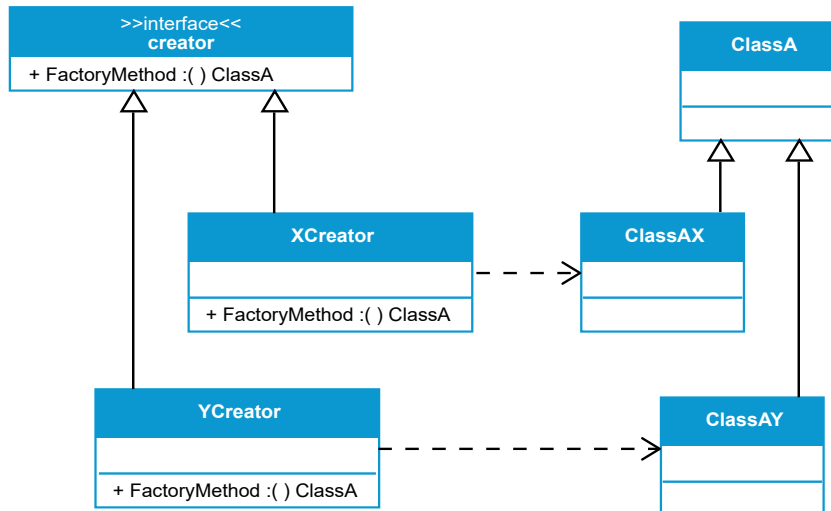 >>interface<<
creator
+ FactoryMethod :( ) ClassA
ClassA
XCreator
+ FactoryMethod :( ) ClassA
ClassAX
YCreator
+ FactoryMethod :( ) ClassA
ClassAY